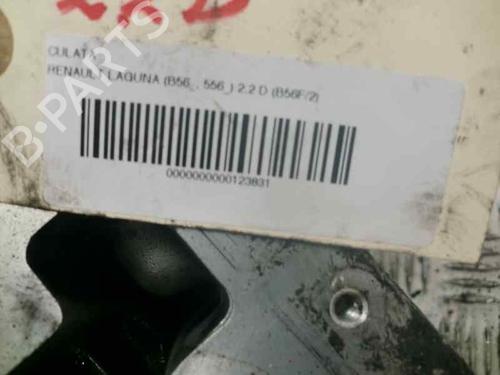 CULATA
RENAULT LAGUNA (B56_, 556_) 2.2 D (B56F/2)
0000000000123831
B-PARTS